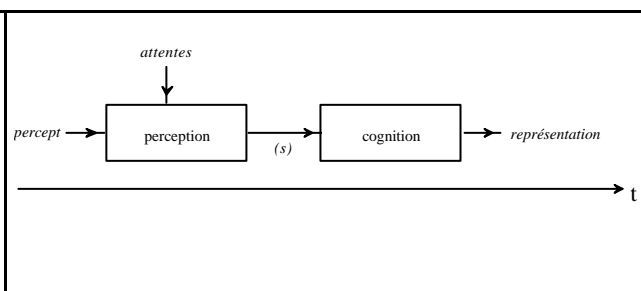 attentes
percept perception (s) cognition représentation
t